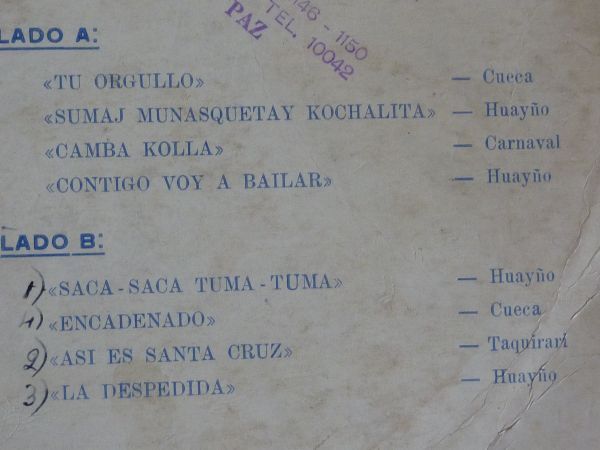 146 - 1150
TEL. 10042
PAZ
LADO A:
«TU ORGULLO» — Cueca
«SUMAJ MUNASQUETAY KOCHALITA» — Huayño
«CAMBA KOLLA» — Carnaval
«CONTIGO VOY A BAILAR» — Huayño
LADO B:
1) «SACA - SACA TUMA - TUMA» — Huayño
4) «ENCADENADO» — Cueca
2) «ASI ES SANTA CRUZ» — Taquirari
3) «LA DESPEDIDA» — Huayño